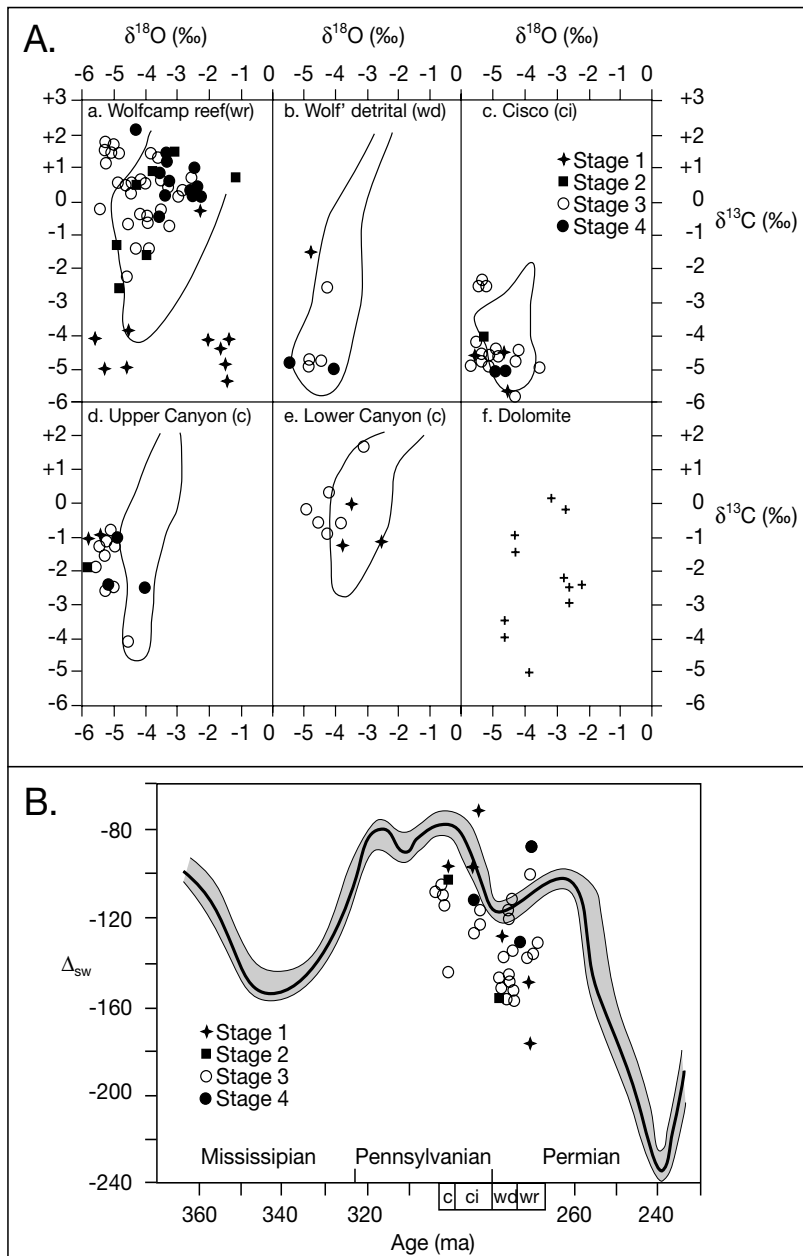 A.
δ18O (‰) δ18O (‰) δ18O (‰)
-6 -5 -4 -3 -2 -1 0 -5 -4 -3 -2 -1 0 -5 -4 -3 -2 -1 0
+3 +3
a. Wolfcamp reef(wr) b. Wolf’ detrital (wd) c. Cisco (ci)
+2 +2
+1 Stage 1 +1
0 Stage 2 0
Stage 3 δ13C (‰)
-1 Stage 4 -1
-2 -2
-3 -3
-4 -4
-5 -5
-6 -6
d. Upper Canyon (c) e. Lower Canyon (c) f. Dolomite
+2 +2
+1 +1
0 0
δ13C (‰)
-1 -1
-2 -2
-3 -3
-4 -4
-5 -5
-6 -6
-6 -5 -4 -3 -2 -1 0 -5 -4 -3 -2 -1 0 -5 -4 -3 -2 -1 0
B.
-80
-120
Δsw
-160
Stage 1
Stage 2
-200 Stage 3
Stage 4
Mississipian Pennsylvanian Permian
-240
c ci wd wr
360 340 320 300 260 240
Age (ma)